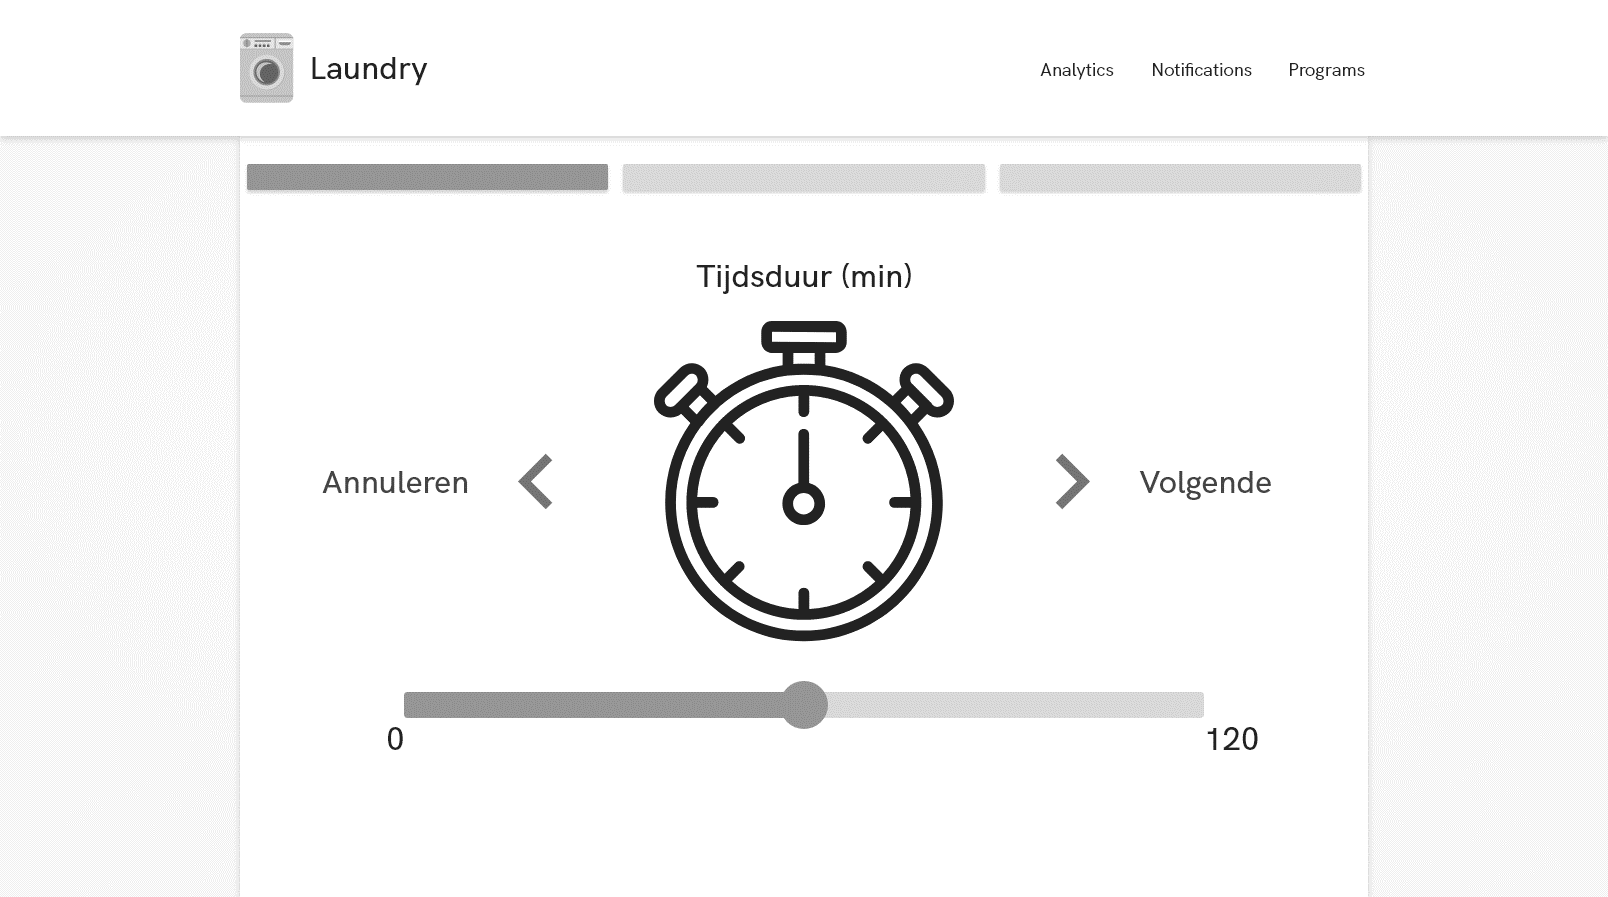 Laundry
Analytics Notifications Programs
Tijdsduur (min)
Annuleren
Volgende
0
120